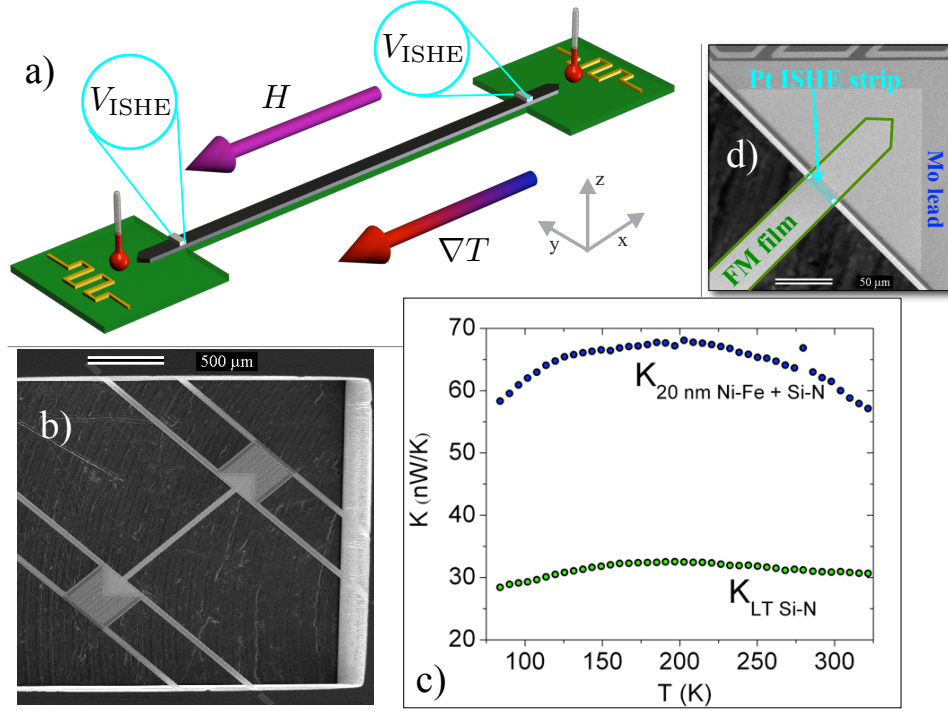 a)
V_ISHE
V_ISHE
H
∇T
z
y
x
Pt ISHE strip
d)
Mo lead
FM film
50 µm
500 µm
b)
70
60
50
40
30
20
K (nW/K)
K_20 nm Ni-Fe + Si-N
K_LT Si-N
100
150
200
250
300
T (K)
c)